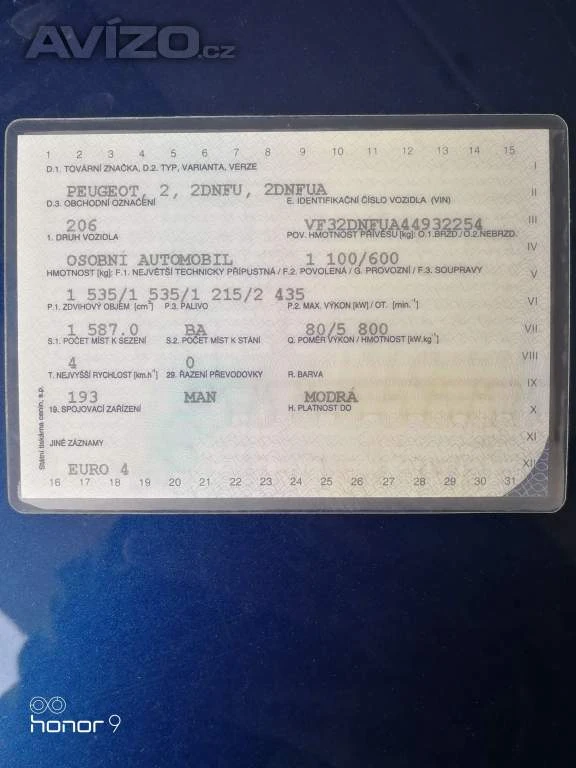 AVÍZO.cz
1 2 3 4 5 6 7 8 9 10 11 12 13 14 15
D.1. TOVÁRNÍ ZNAČKA, D.2. TYP, VARIANTA, VERZE I
PEUGEOT, 2, 2DNFU, 2DNFUA II
D.3. OBCHODNÍ OZNAČENÍ E. IDENTIFIKAČNÍ ČÍSLO VOZIDLA (VIN)
206 VF32DNFUA44932254 III
1. DRUH VOZIDLA POV. HMOTNOST PŘÍVĚSU [kg]: O.1.BRZD./O.2.NEBRZD.
OSOBNÍ AUTOMOBIL 1 100/600 IV
HMOTNOST [kg]: F.1. NEJVĚTŠÍ TECHNICKY PŘÍPUSTNÁ / F.2. POVOLENÁ / G. PROVOZNÍ / F.3. SOUPRAVY V
1 535/1 535/1 215/2 435
P.1. ZDVIHOVÝ OBJEM [cm³] P.3. PALIVO P.2. MAX. VÝKON [kW] / OT. [min.⁻¹] VI
1 587.0 BA 80/5 800 VII
S.1. POČET MÍST K SEZENÍ S.2. POČET MÍST K STÁNÍ Q. POMĚR VÝKON / HMOTNOST [kW.kg⁻¹]
4 0 VIII
T. NEJVYŠŠÍ RYCHLOST [km.h⁻¹] 29. ŘAZENÍ PŘEVODOVKY R. BARVA
193 MAN MODRÁ IX
19. SPOJOVACÍ ZAŘÍZENÍ H. PLATNOST DO X
JINÉ ZÁZNAMY XI
EURO 4 XII
16 17 18 19 20 21 22 23 24 25 26 27 28 29 30 31
Státní tiskárna cenin, s.p.
honor 9